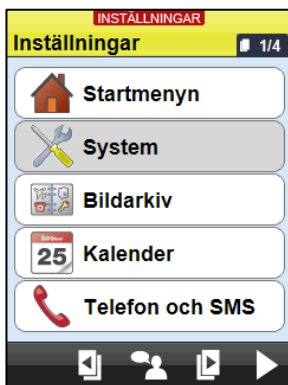 INSTÄLLNINGAR
Inställningar 1/4
Startmenyn
System
Bildarkiv
25 Kalender
Telefon och SMS